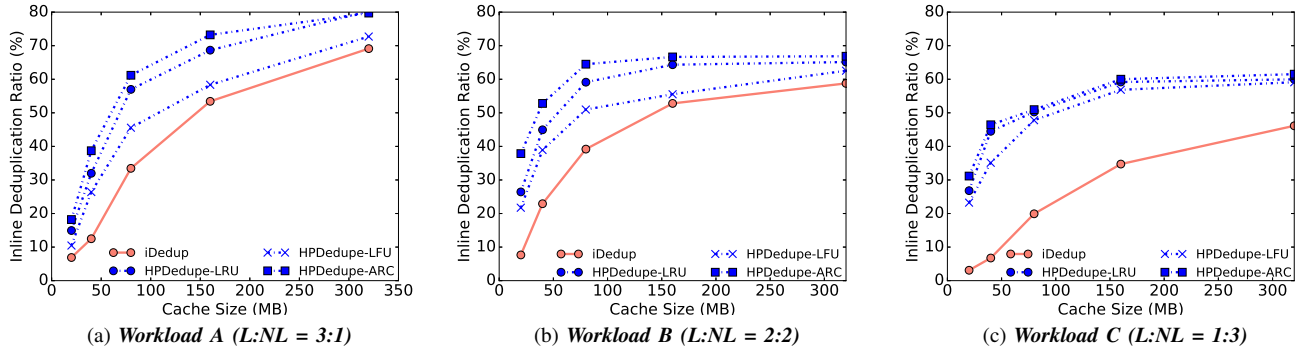 Inline Deduplication Ratio (%)
80
70
60
50
40
30
20
10
0
iDedup
HPDedupe-LRU
HPDedupe-LFU
HPDedupe-ARC
0 50 100 150 200 250 300 350
Cache Size (MB)
(a) Workload A (L:NL = 3:1)
Inline Deduplication Ratio (%)
80
70
60
50
40
30
20
10
0
iDedup
HPDedupe-LRU
HPDedupe-LFU
HPDedupe-ARC
0 50 100 150 200 250 300
Cache Size (MB)
(b) Workload B (L:NL = 2:2)
Inline Deduplication Ratio (%)
80
70
60
50
40
30
20
10
0
iDedup
HPDedupe-LRU
HPDedupe-LFU
HPDedupe-ARC
0 50 100 150 200 250 300
Cache Size (MB)
(c) Workload C (L:NL = 1:3)